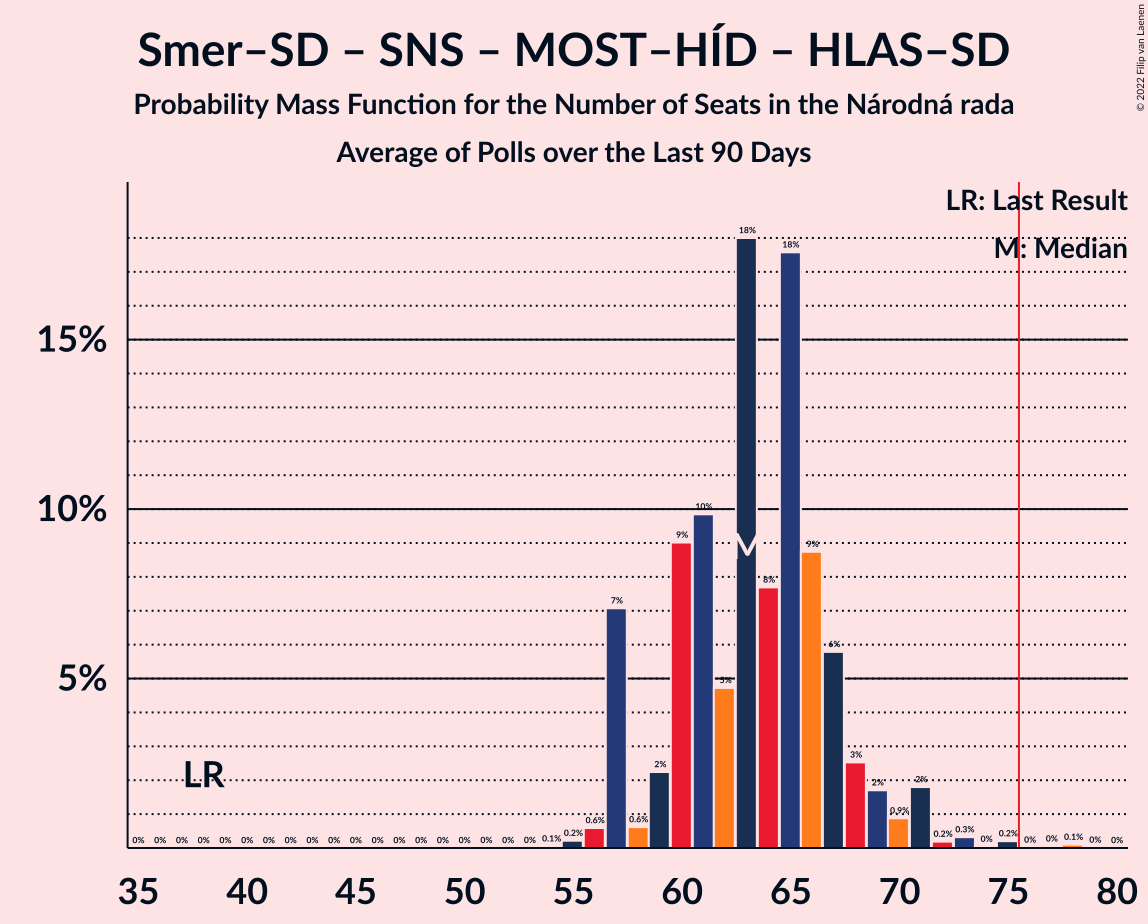 Smer–SD – SNS – MOST–HÍD – HLAS–SD
Probability Mass Function for the Number of Seats in the Národná rada
Average of Polls over the Last 90 Days
© 2022 Filip van Laenen
LR: Last Result
M: Median
15%
10%
5%
LR
M
0% 0% 0% 0% 0% 0% 0% 0% 0% 0% 0% 0% 0% 0% 0% 0% 0% 0% 0% 0.1% 0.2% 0.6% 7% 0.6% 2% 9% 10% 5% 18% 8% 18% 9% 6% 3% 2% 0.9% 2% 0.2% 0.3% 0% 0.2% 0% 0% 0.1% 0% 0%
35 40 45 50 55 60 65 70 75 80